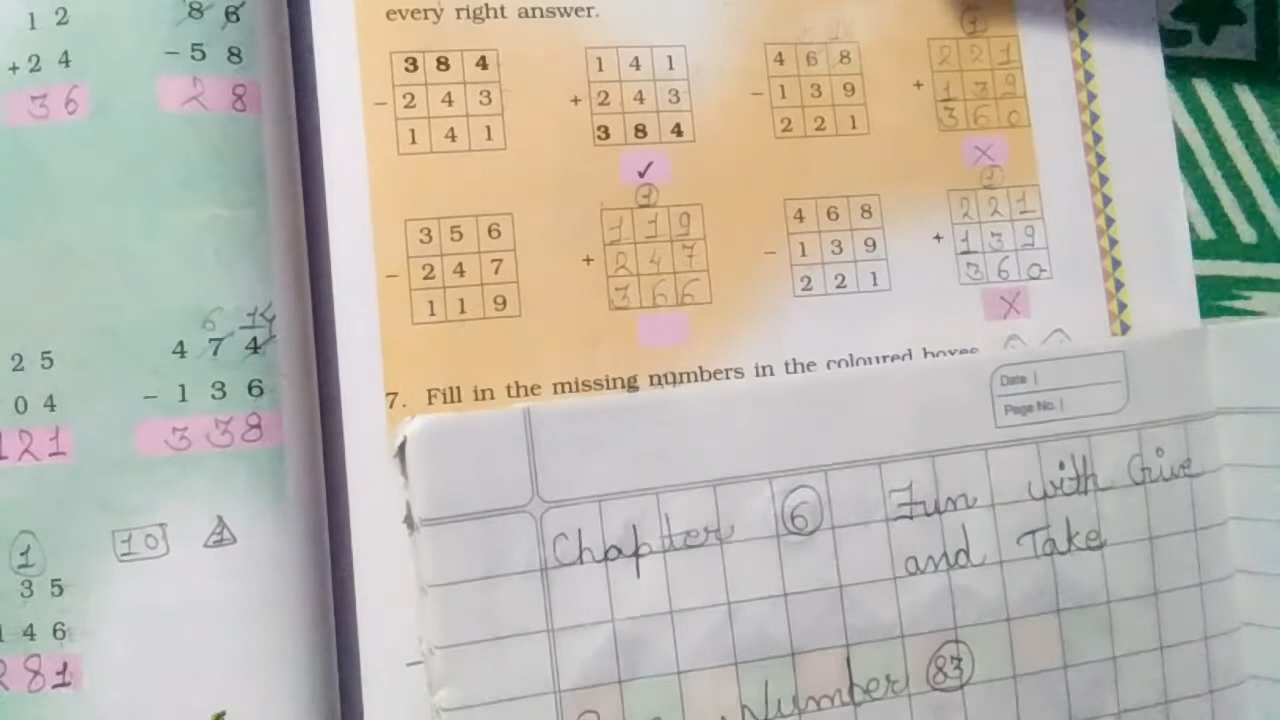 1 2
+2 4
3 6
8 6
- 5 8
2 8
every right answer.
3 8 4
- 2 4 3
1 4 1
1 4 1
+ 2 4 3
3 8 4
✓
4 6 8
- 1 3 9
2 2 1
1
2 2 1
+ 1 3 9
3 6 0
X
3 5 6
- 2 4 7
1 1 9
1
1 1 9
+ 2 4 7
3 6 6
4 6 8
- 1 3 9
2 2 1
1
2 2 1
+ 1 3 9
3 6 0
X
2 5
0 4
1 2 1
6 14
4 7 4
- 1 3 6
3 3 8
10 1
1
3 5
1 4 6
2 8 1
7. Fill in the missing numbers in the coloured boxes
Date
Page No.
Chapter 6 Fun with Give
and Take
Number 83